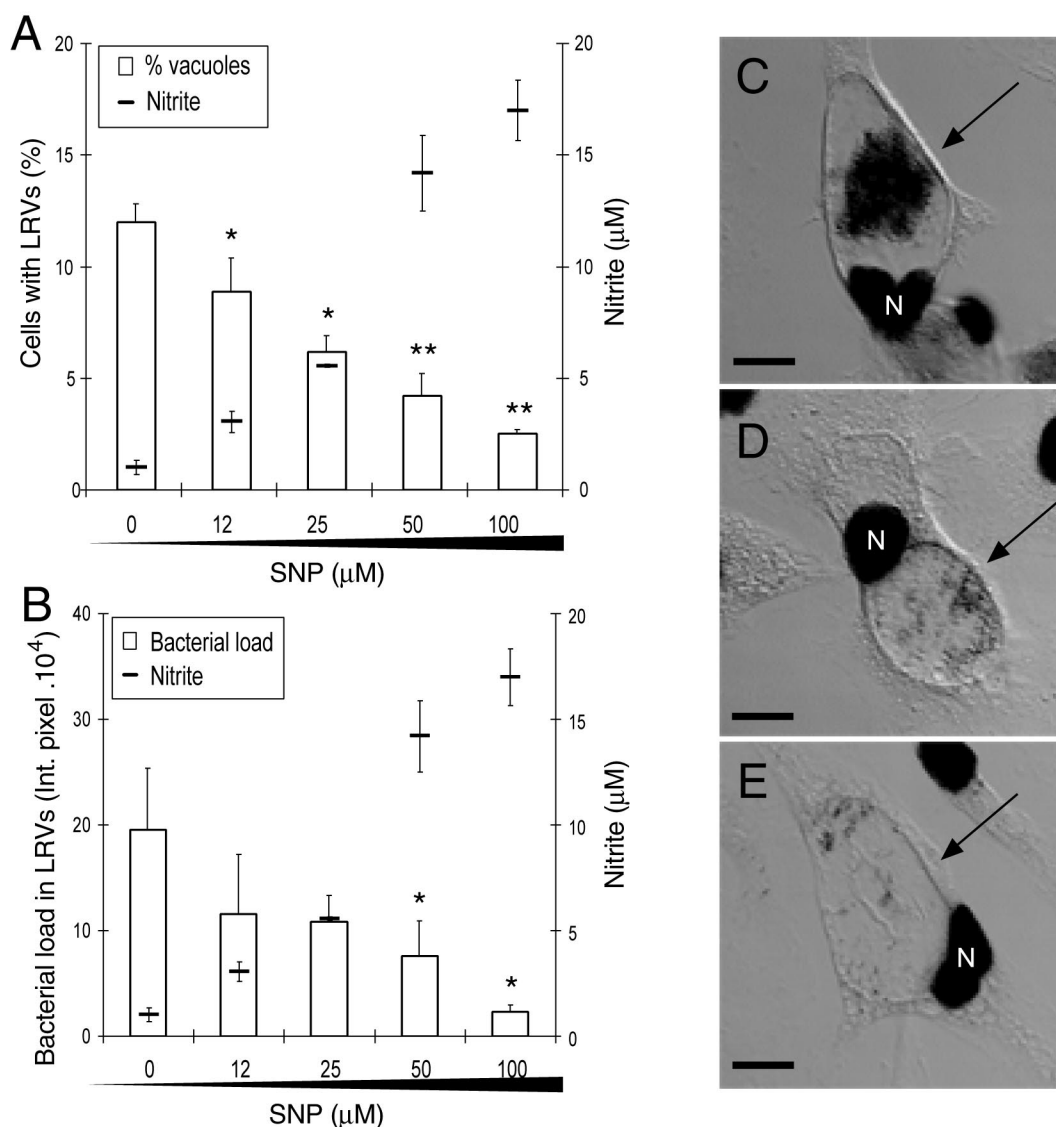 A
% vacuoles
Nitrite
Cells with LRVs (%)
20
15
10
5
0
*
*
**
**
20
15
10
5
0
Nitrite (µM)
0 12 25 50 100
SNP (µM)
B
Bacterial load
Nitrite
Bacterial load in LRVs (Int. pixel .10⁴)
40
30
20
10
0
*
*
20
15
10
5
0
Nitrite (µM)
0 12 25 50 100
SNP (µM)
C
N
D
N
E
N